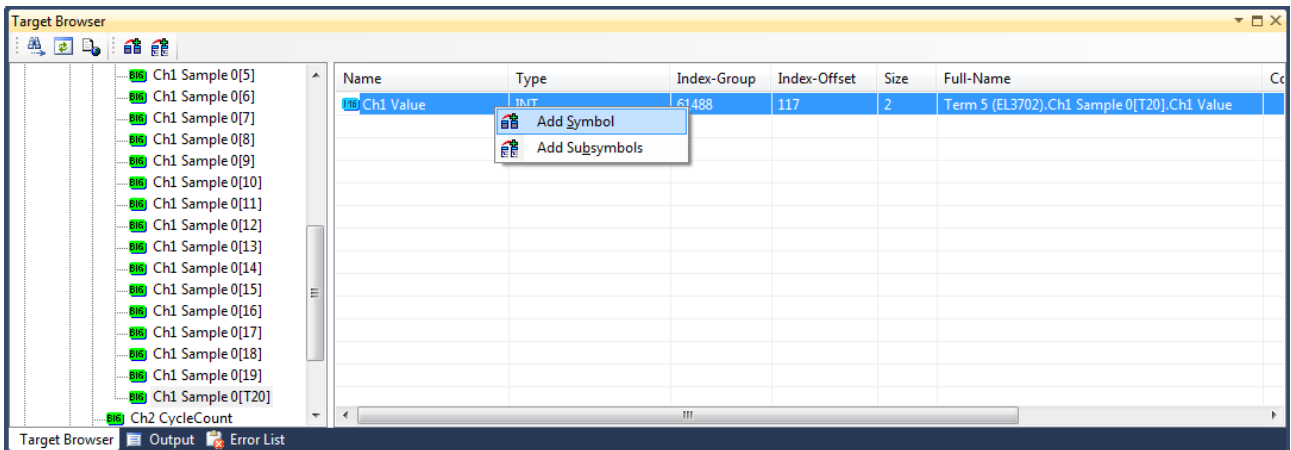 Target Browser
Ch1 Sample 0[5]
Ch1 Sample 0[6]
Ch1 Sample 0[7]
Ch1 Sample 0[8]
Ch1 Sample 0[9]
Ch1 Sample 0[10]
Ch1 Sample 0[11]
Ch1 Sample 0[12]
Ch1 Sample 0[13]
Ch1 Sample 0[14]
Ch1 Sample 0[15]
Ch1 Sample 0[16]
Ch1 Sample 0[17]
Ch1 Sample 0[18]
Ch1 Sample 0[19]
Ch1 Sample 0[T20]
Ch2 CycleCount
Name Type Index-Group Index-Offset Size Full-Name
Ch1 Value INT 61488 117 2 Term 5 (EL3702).Ch1 Sample 0[T20].Ch1 Value
Add Symbol
Add Subsymbols
Target Browser Output Error List